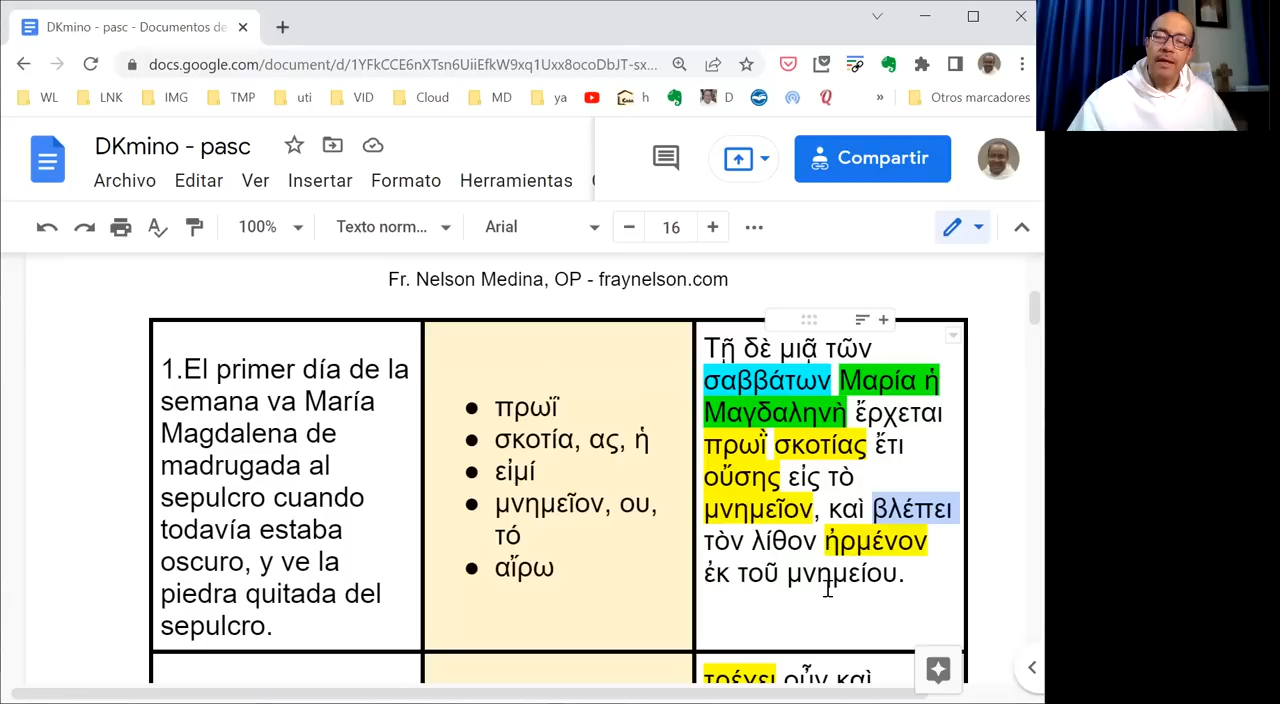 DKmino - pasc - Documentos de
docs.google.com/document/d/1YFkCCE6nXTsn6UiEfkW9xq1Uxx8ocoDbJT-sx...
WL LNK IMG TMP uti VID Cloud MD ya h D » Otros marcadores
DKmino - pasc
Compartir
Archivo Editar Ver Insertar Formato Herramientas
100% Texto norm... Arial 16
Fr. Nelson Medina, OP - fraynelson.com
1.El primer día de la
semana va María
Magdalena de
madrugada al
sepulcro cuando
todavía estaba
oscuro, y ve la
piedra quitada del
sepulcro.
● πρωΐ
● σκοτία, ας, ἡ
● εἰμί
● μνημεῖον, ου,
τό
● αἴρω
Τῇ δὲ μιᾷ τῶν
σαββάτων Μαρία ἡ
Μαγδαληνὴ ἔρχεται
πρωῒ σκοτίας ἔτι
οὔσης εἰς τὸ
μνημεῖον, καὶ βλέπει
τὸν λίθον ἠρμένον
ἐκ τοῦ μνημείου.
τρέχει οὖν καὶ